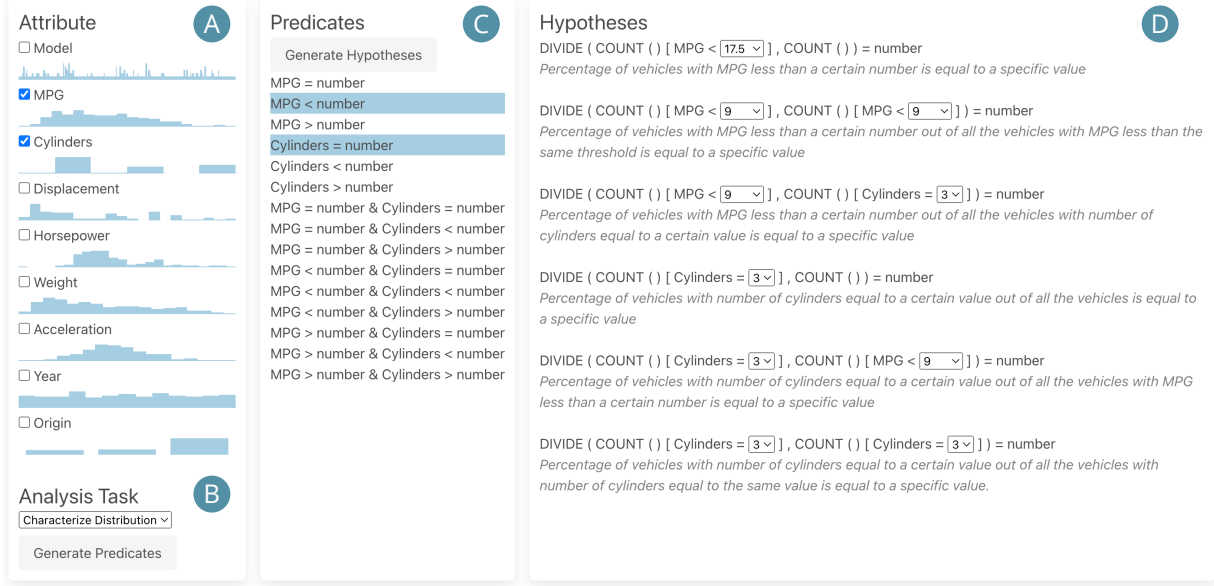 Attribute
A
Model
MPG
Cylinders
Displacement
Horsepower
Weight
Acceleration
Year
Origin
Analysis Task
B
Characterize Distribution
Generate Predicates
Predicates
C
Generate Hypotheses
MPG = number
MPG < number
MPG > number
Cylinders = number
Cylinders < number
Cylinders > number
MPG = number & Cylinders = number
MPG = number & Cylinders < number
MPG = number & Cylinders > number
MPG < number & Cylinders = number
MPG < number & Cylinders < number
MPG < number & Cylinders > number
MPG > number & Cylinders = number
MPG > number & Cylinders < number
MPG > number & Cylinders > number
Hypotheses
D
DIVIDE ( COUNT ( ) [ MPG < 17.5 ] , COUNT ( ) ) = number
Percentage of vehicles with MPG less than a certain number is equal to a specific value
DIVIDE ( COUNT ( ) [ MPG < 9 ] , COUNT ( ) [ MPG < 9 ] ) = number
Percentage of vehicles with MPG less than a certain number out of all the vehicles with MPG less than the
same threshold is equal to a specific value
DIVIDE ( COUNT ( ) [ MPG < 9 ] , COUNT ( ) [ Cylinders = 3 ] ) = number
Percentage of vehicles with MPG less than a certain number out of all the vehicles with number of
cylinders equal to a certain value is equal to a specific value
DIVIDE ( COUNT ( ) [ Cylinders = 3 ] , COUNT ( ) ) = number
Percentage of vehicles with number of cylinders equal to a certain value out of all the vehicles is equal to
a specific value
DIVIDE ( COUNT ( ) [ Cylinders = 3 ] , COUNT ( ) [ MPG < 9 ] ) = number
Percentage of vehicles with number of cylinders equal to a certain value out of all the vehicles with MPG
less than a certain number is equal to a specific value
DIVIDE ( COUNT ( ) [ Cylinders = 3 ] , COUNT ( ) [ Cylinders = 3 ] ) = number
Percentage of vehicles with number of cylinders equal to a certain value out of all the vehicles with
number of cylinders equal to the same value is equal to a specific value.